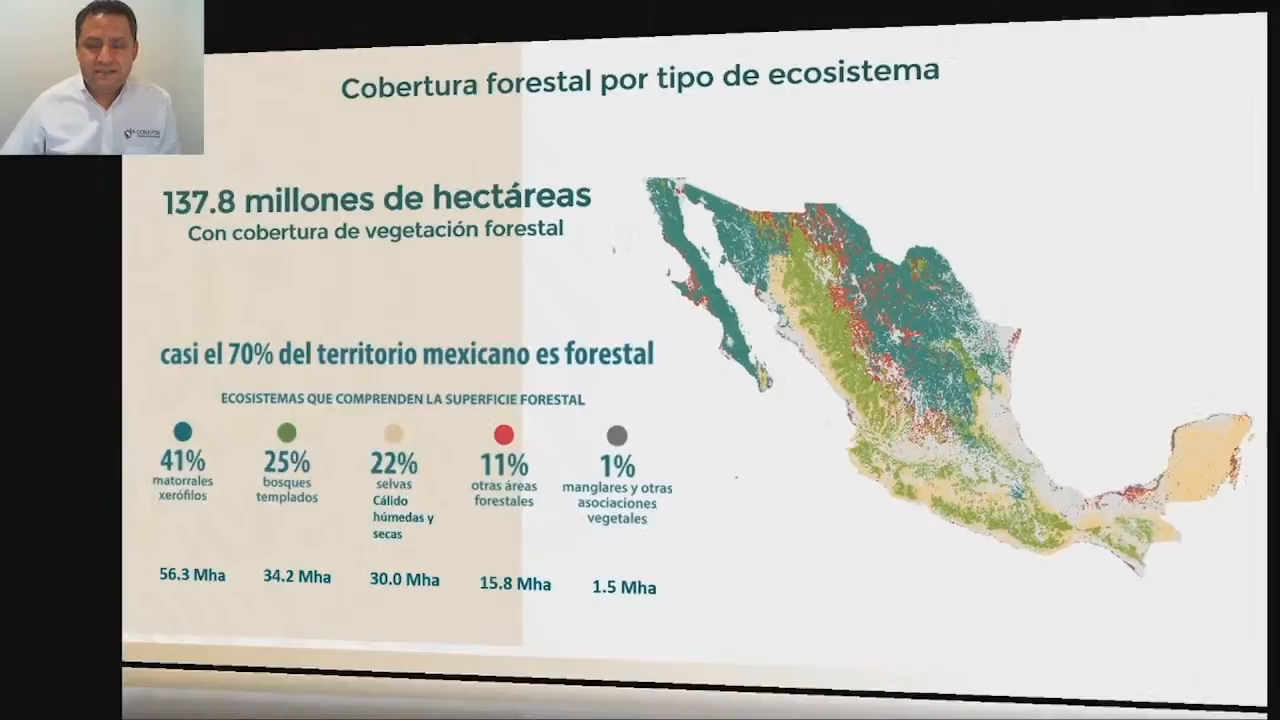 Cobertura forestal por tipo de ecosistema
137.8 millones de hectáreas
Con cobertura de vegetación forestal
casi el 70% del territorio mexicano es forestal
ECOSISTEMAS QUE COMPRENDEN LA SUPERFICIE FORESTAL
41%
matorrales
xerófilos
25%
bosques
templados
22%
selvas
Cálido
húmedas y
secas
11%
otras áreas
forestales
1%
manglares y otras
asociaciones
vegetales
56.3 Mha
34.2 Mha
30.0 Mha
15.8 Mha
1.5 Mha